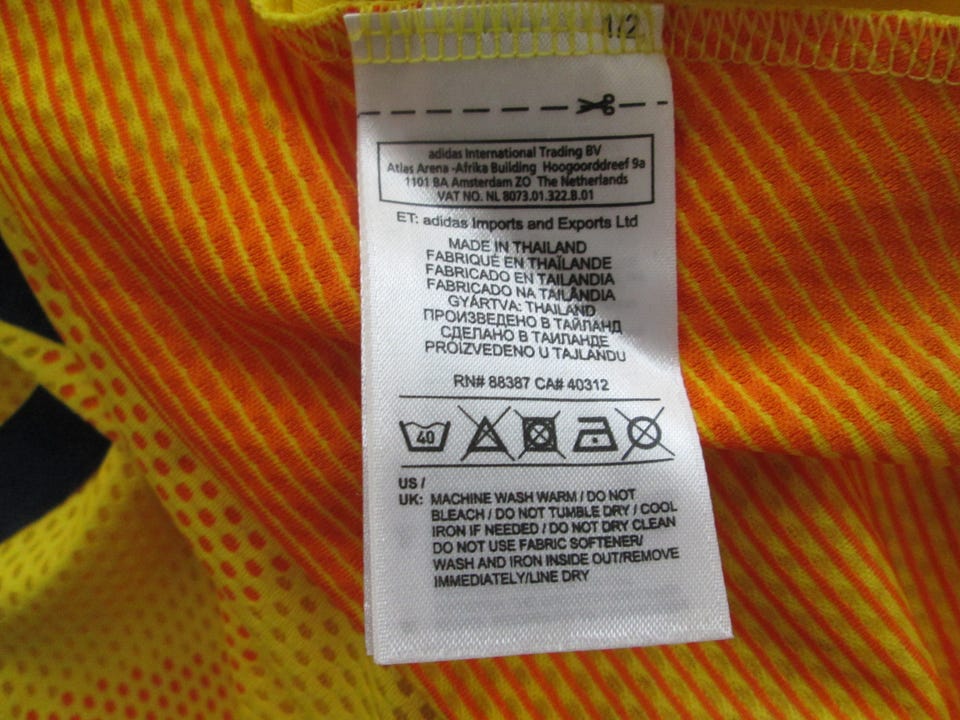 1/2
adidas International Trading BV
Atlas Arena -Afrika Building Hoogoorddreef 9a
1101 BA Amsterdam ZO The Netherlands
VAT NO. NL 8073.01.322.B.01
ET: adidas Imports and Exports Ltd
MADE IN THAILAND
FABRIQUÉ EN THAÏLANDE
FABRICADO EN TAILANDIA
FABRICADO NA TAILÂNDIA
GYÁRTVA: THAILAND
ПРОИЗВЕДЕНО В ТАЙЛАНД
СДЕЛАНО В ТАИЛАНДЕ
PROIZVEDENO U TAJLANDU
RN# 88387 CA# 40312
40
US /
UK: MACHINE WASH WARM / DO NOT
BLEACH / DO NOT TUMBLE DRY / COOL
IRON IF NEEDED / DO NOT DRY CLEAN
DO NOT USE FABRIC SOFTENER/
WASH AND IRON INSIDE OUT/REMOVE
IMMEDIATELY/LINE DRY